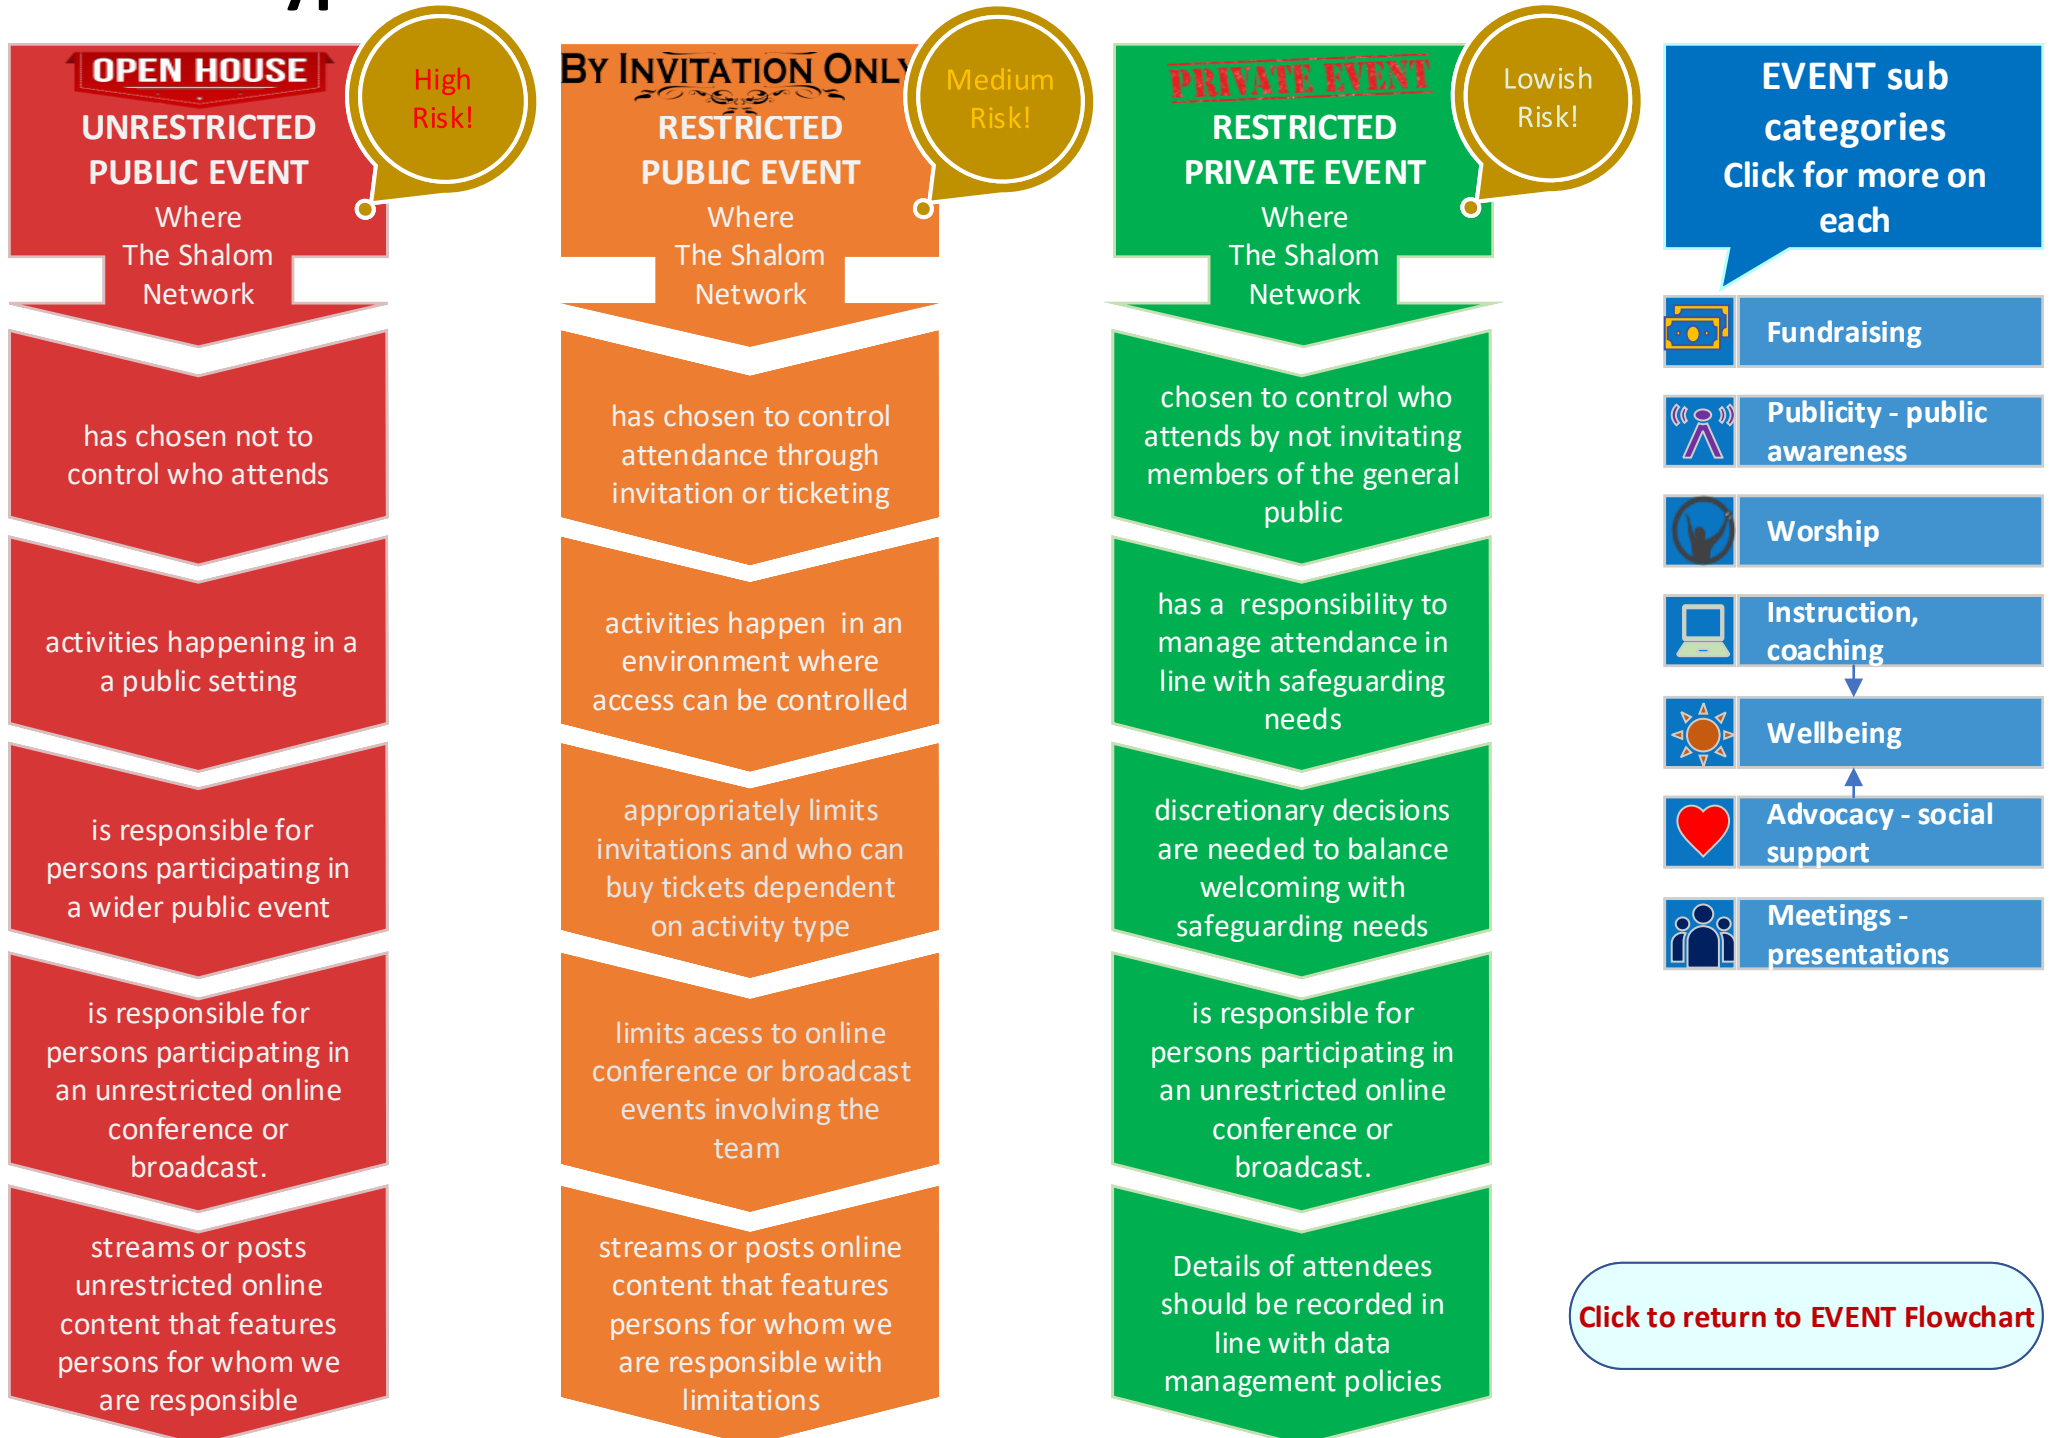 OPEN HOUSE
UNRESTRICTED
PUBLIC EVENT
Where
The Shalom
Network
High
Risk!
has chosen not to
control who attends
activities happening in a
a public setting
is responsible for
persons participating in
a wider public event
is responsible for
persons participating in
an unrestricted online
conference or
broadcast.
streams or posts
unrestricted online
content that features
persons for whom we
are responsible
BY INVITATION ONLY
RESTRICTED
PUBLIC EVENT
Where
The Shalom
Network
Medium
Risk!
has chosen to control
attendance through
invitation or ticketing
activities happen in an
environment where
access can be controlled
appropriately limits
invitations and who can
buy tickets dependent
on activity type
limits acess to online
conference or broadcast
events involving the
team
streams or posts online
content that features
persons for whom we
are responsible with
limitations
PRIVATE EVENT
RESTRICTED
PRIVATE EVENT
Where
The Shalom
Network
Lowish
Risk!
chosen to control who
attends by not invitating
members of the general
public
has a responsibility to
manage attendance in
line with safeguarding
needs
discretionary decisions
are needed to balance
welcoming with
safeguarding needs
is responsible for
persons participating in
an unrestricted online
conference or
broadcast.
Details of attendees
should be recorded in
line with data
management policies
EVENT sub
categories
Click for more on
each
Fundraising
Publicity - public
awareness
Worship
Instruction,
coaching
Wellbeing
Advocacy - social
support
Meetings -
presentations
Click to return to EVENT Flowchart